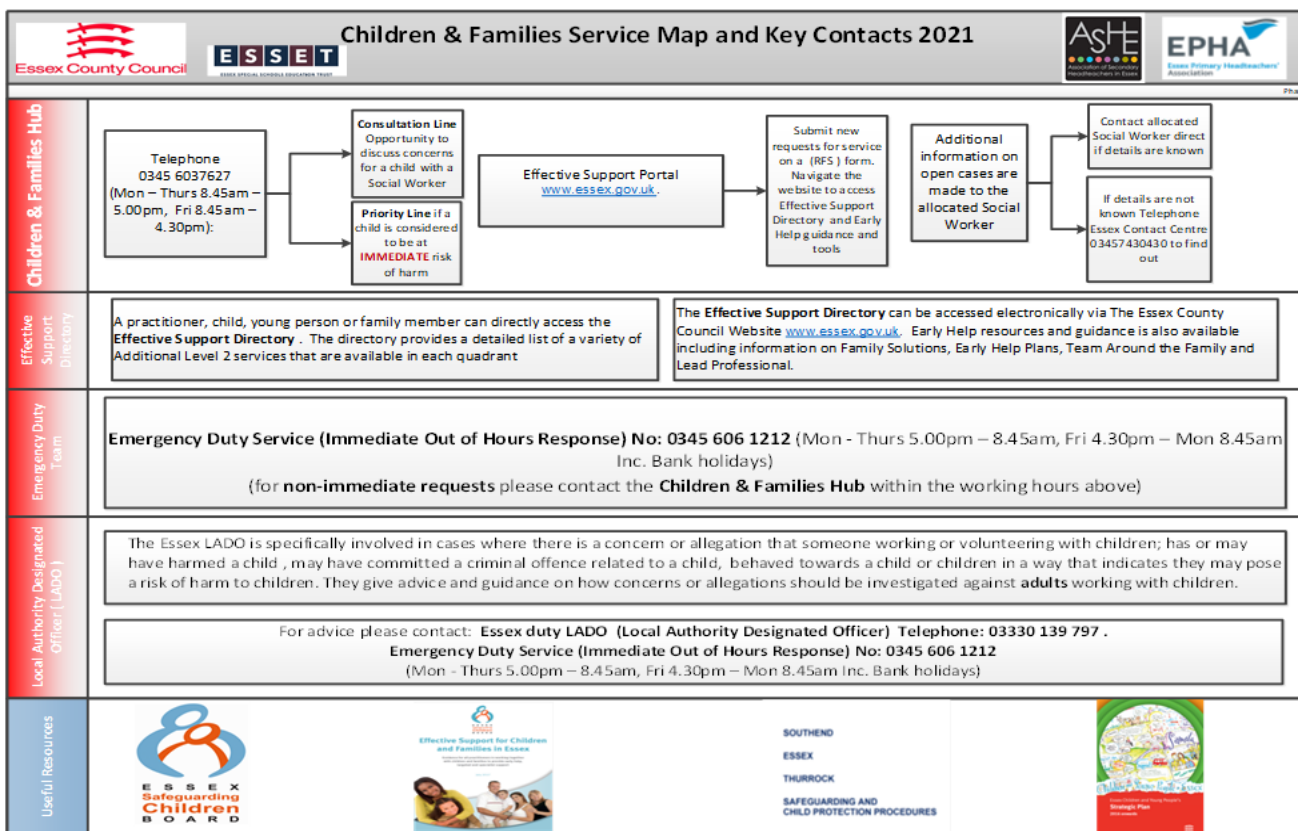 Essex County Council
ESSET
ESSEX SPECIAL SCHOOLS EDUCATION TRUST
Children & Families Service Map and Key Contacts 2021
ASHE
Association of Secondary
Headteachers in Essex
EPHA
Essex Primary Headteachers'
Association
Pha
Children & Families Hub
Telephone
0345 6037627
(Mon – Thurs 8.45am –
5.00pm, Fri 8.45am –
4.30pm):
Consultation Line
Opportunity to
discuss concerns
for a child with a
Social Worker
Priority Line if a
child is considered
to be at
IMMEDIATE risk
of harm
Effective Support Portal
www.essex.gov.uk .
Submit new
requests for service
on a (RFS) form.
Navigate the
website to access
Effective Support
Directory and Early
Help guidance and
tools
Additional
information on
open cases are
made to the
allocated Social
Worker
Contact allocated
Social Worker direct
if details are known
If details are not
known Telephone
Essex Contact Centre
03457430430 to find
out
Effective
Support
Directory
A practitioner, child, young person or family member can directly access the
Effective Support Directory . The directory provides a detailed list of a variety of
Additional Level 2 services that are available in each quadrant
The Effective Support Directory can be accessed electronically via The Essex County
Council Website www.essex.gov.uk. Early Help resources and guidance is also available
including information on Family Solutions, Early Help Plans, Team Around the Family and
Lead Professional.
Emergency Duty
Team
Emergency Duty Service (Immediate Out of Hours Response) No: 0345 606 1212 (Mon - Thurs 5.00pm – 8.45am, Fri 4.30pm – Mon 8.45am
Inc. Bank holidays)
(for non-immediate requests please contact the Children & Families Hub within the working hours above)
Local Authority Designated
Officer ( LADO )
The Essex LADO is specifically involved in cases where there is a concern or allegation that someone working or volunteering with children; has or may
have harmed a child , may have committed a criminal offence related to a child, behaved towards a child or children in a way that indicates they may pose
a risk of harm to children. They give advice and guidance on how concerns or allegations should be investigated against adults working with children.
For advice please contact: Essex duty LADO (Local Authority Designated Officer) Telephone: 03330 139 797 .
Emergency Duty Service (Immediate Out of Hours Response) No: 0345 606 1212
(Mon - Thurs 5.00pm – 8.45am, Fri 4.30pm – Mon 8.45am Inc. Bank holidays)
Useful Resources
ESSEX
Safeguarding
Children
BOARD
Effective Support for Children
and Families in Essex
SOUTHEND
ESSEX
THURROCK
SAFEGUARDING AND
CHILD PROTECTION PROCEDURES
Essex Children and Young People's
Strategic Plan